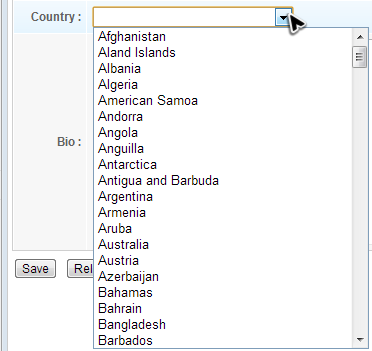 Country :
Afghanistan
Aland Islands
Albania
Algeria
American Samoa
Andorra
Angola
Anguilla
Antarctica
Antigua and Barbuda
Argentina
Armenia
Aruba
Australia
Austria
Azerbaijan
Bahamas
Bahrain
Bangladesh
Barbados
Bio :
Save Rel